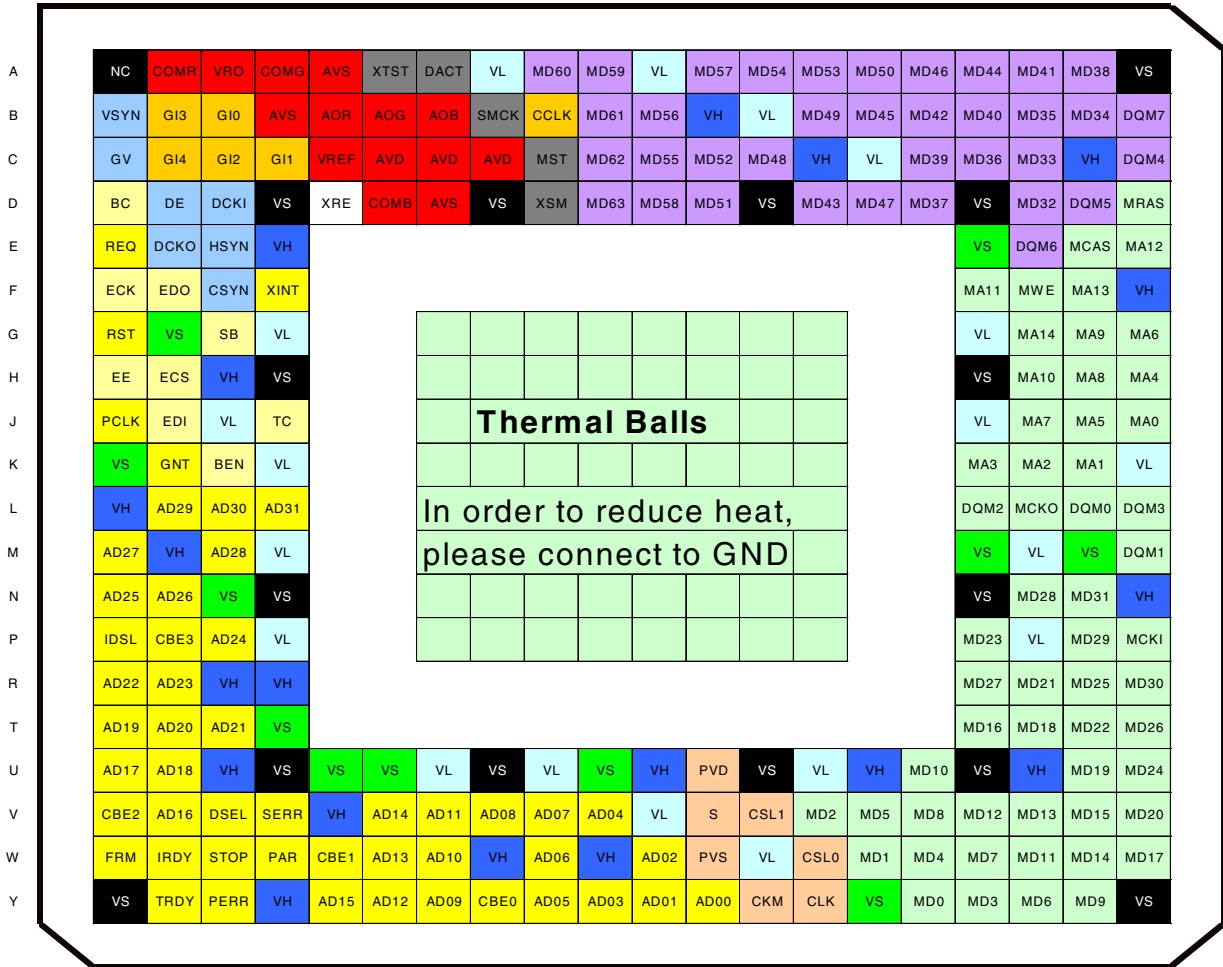 A NC COMR VRO COMG AVS XTST DACT VL MD60 MD59 VL MD57 MD54 MD53 MD50 MD46 MD44 MD41 MD38 VS
B VSYN GI3 GI0 AVS AOR AOG AOB SMCK CCLK MD61 MD56 VH VL MD49 MD45 MD42 MD40 MD35 MD34 DQM7
C GV GI4 GI2 GI1 VREF AVD AVD AVD MST MD62 MD55 MD52 MD48 VH VL MD39 MD36 MD33 VH DQM4
D BC DE DCKI VS XRE COMB AVS VS XSM MD63 MD58 MD51 VS MD43 MD47 MD37 VS MD32 DQM5 MRAS
E REQ DCKO HSYN VH VS DQM6 MCAS MA12
F ECK EDO CSYN XINT MA11 MWE MA13 VH
G RST VS SB VL VL MA14 MA9 MA6
H EE ECS VH VS VS MA10 MA8 MA4
J PCLK EDI VL TC Thermal Balls VL MA7 MA5 MA0
K VS GNT BEN VL MA3 MA2 MA1 VL
L VH AD29 AD30 AD31 In order to reduce heat, DQM2 MCKO DQM0 DQM3
M AD27 VH AD28 VL please connect to GND VS VL VS DQM1
N AD25 AD26 VS VS VS MD28 MD31 VH
P IDSL CBE3 AD24 VL MD23 VL MD29 MCKI
R AD22 AD23 VH VH MD27 MD21 MD25 MD30
T AD19 AD20 AD21 VS MD16 MD18 MD22 MD26
U AD17 AD18 VH VS VS VS VL VS VL VS VH PVD VS VL VH MD10 VS VH MD19 MD24
V CBE2 AD16 DSEL SERR VH AD14 AD11 AD08 AD07 AD04 VL S CSL1 MD2 MD5 MD8 MD12 MD13 MD15 MD20
W FRM IRDY STOP PAR CBE1 AD13 AD10 VH AD06 VH AD02 PVS VL CSL0 MD1 MD4 MD7 MD11 MD14 MD17
Y VS TRDY PERR VH AD15 AD12 AD09 CBE0 AD05 AD03 AD01 AD00 CKM CLK VS MD0 MD3 MD6 MD9 VS